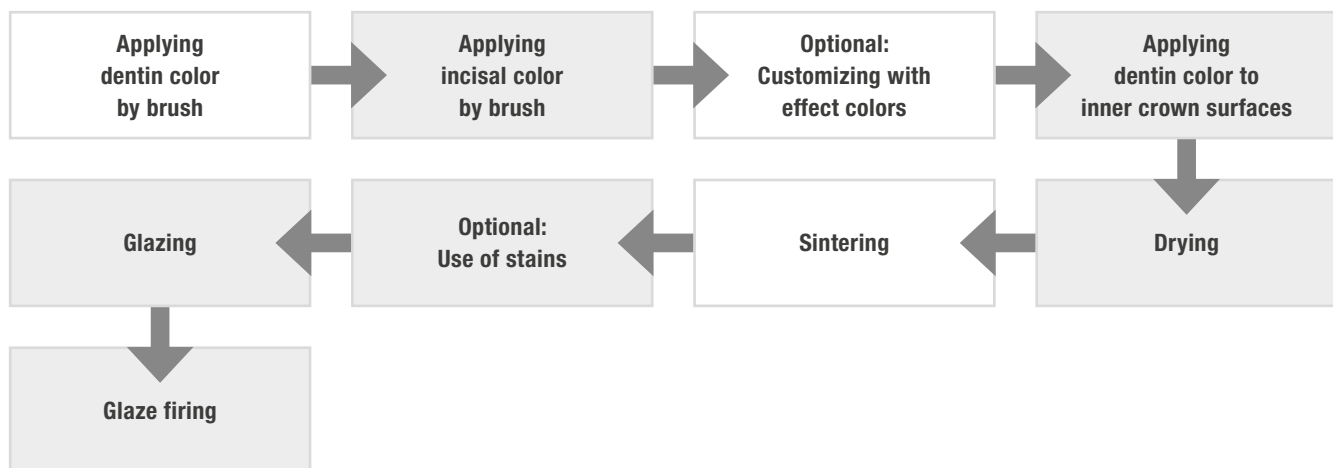 Applying
dentin color
by brush
Applying
incisal color
by brush
Optional:
Customizing with
effect colors
Applying
dentin color to
inner crown surfaces
Drying
Sintering
Optional:
Use of stains
Glazing
Glaze firing